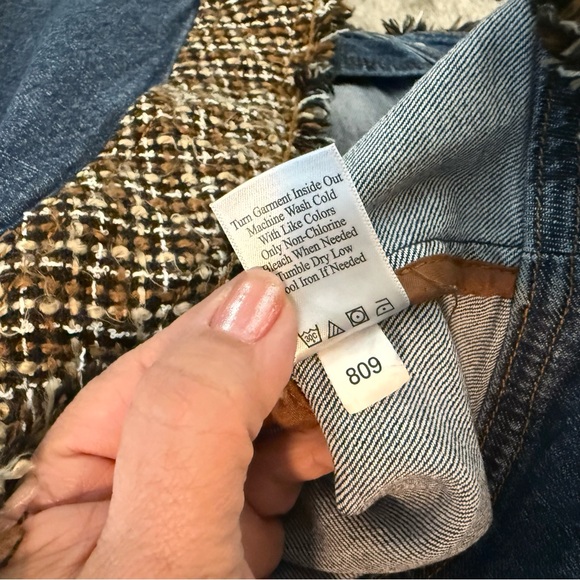 Turn Garment Inside Out
Machine Wash Cold
With Like Colors
Only Non-Chlorine
Bleach When Needed
Tumble Dry Low
ool Iron If Needed
809